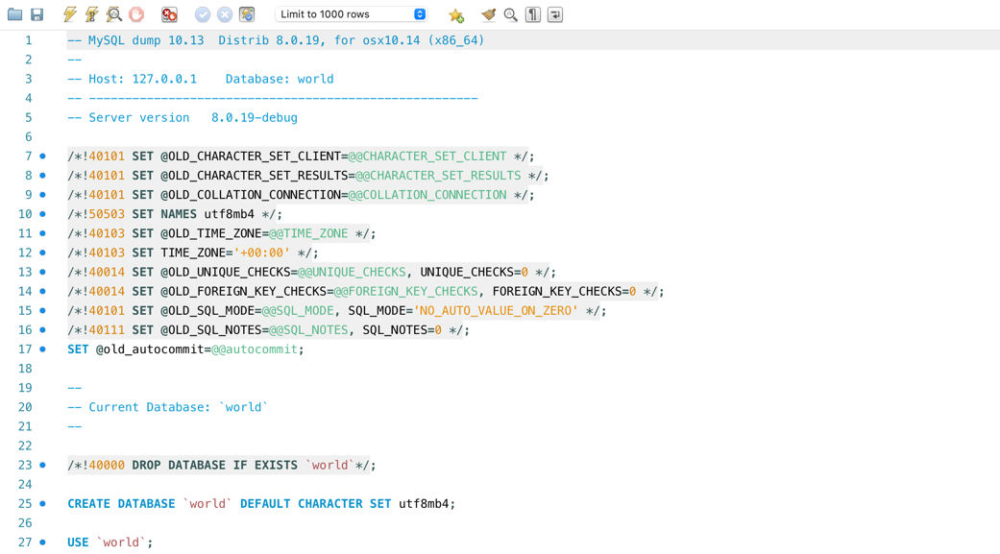 Limit to 1000 rows
1 -- MySQL dump 10.13  Distrib 8.0.19, for osx10.14 (x86_64)
2 --
3 -- Host: 127.0.0.1    Database: world
4 -- ------------------------------------------------------
5 -- Server version   8.0.19-debug
6
7 /*!40101 SET @OLD_CHARACTER_SET_CLIENT=@@CHARACTER_SET_CLIENT */;
8 /*!40101 SET @OLD_CHARACTER_SET_RESULTS=@@CHARACTER_SET_RESULTS */;
9 /*!40101 SET @OLD_COLLATION_CONNECTION=@@COLLATION_CONNECTION */;
10 /*!50503 SET NAMES utf8mb4 */;
11 /*!40103 SET @OLD_TIME_ZONE=@@TIME_ZONE */;
12 /*!40103 SET TIME_ZONE='+00:00' */;
13 /*!40014 SET @OLD_UNIQUE_CHECKS=@@UNIQUE_CHECKS, UNIQUE_CHECKS=0 */;
14 /*!40014 SET @OLD_FOREIGN_KEY_CHECKS=@@FOREIGN_KEY_CHECKS, FOREIGN_KEY_CHECKS=0 */;
15 /*!40101 SET @OLD_SQL_MODE=@@SQL_MODE, SQL_MODE='NO_AUTO_VALUE_ON_ZERO' */;
16 /*!40111 SET @OLD_SQL_NOTES=@@SQL_NOTES, SQL_NOTES=0 */;
17 SET @old_autocommit=@@autocommit;
18
19 --
20 -- Current Database: `world`
21 --
22
23 /*!40000 DROP DATABASE IF EXISTS `world`*/;
24
25 CREATE DATABASE `world` DEFAULT CHARACTER SET utf8mb4;
26
27 USE `world`;